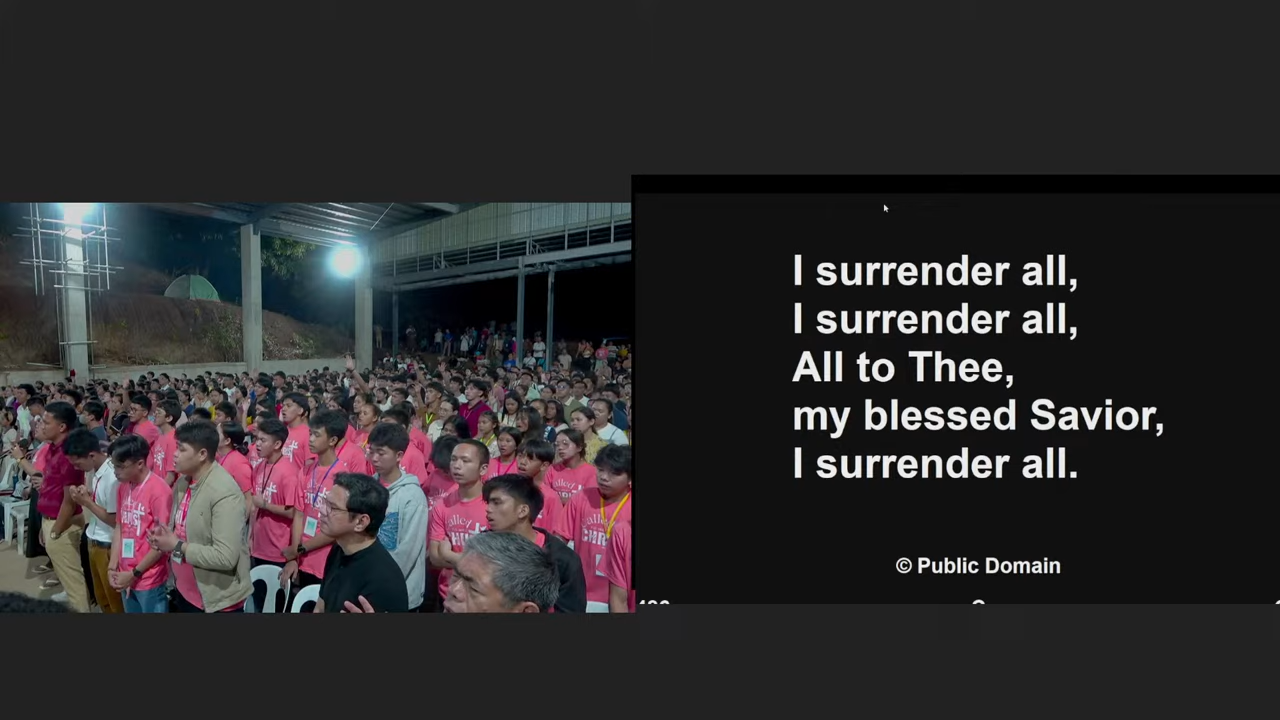 I surrender all,
I surrender all,
All to Thee,
my blessed Savior,
I surrender all.
© Public Domain